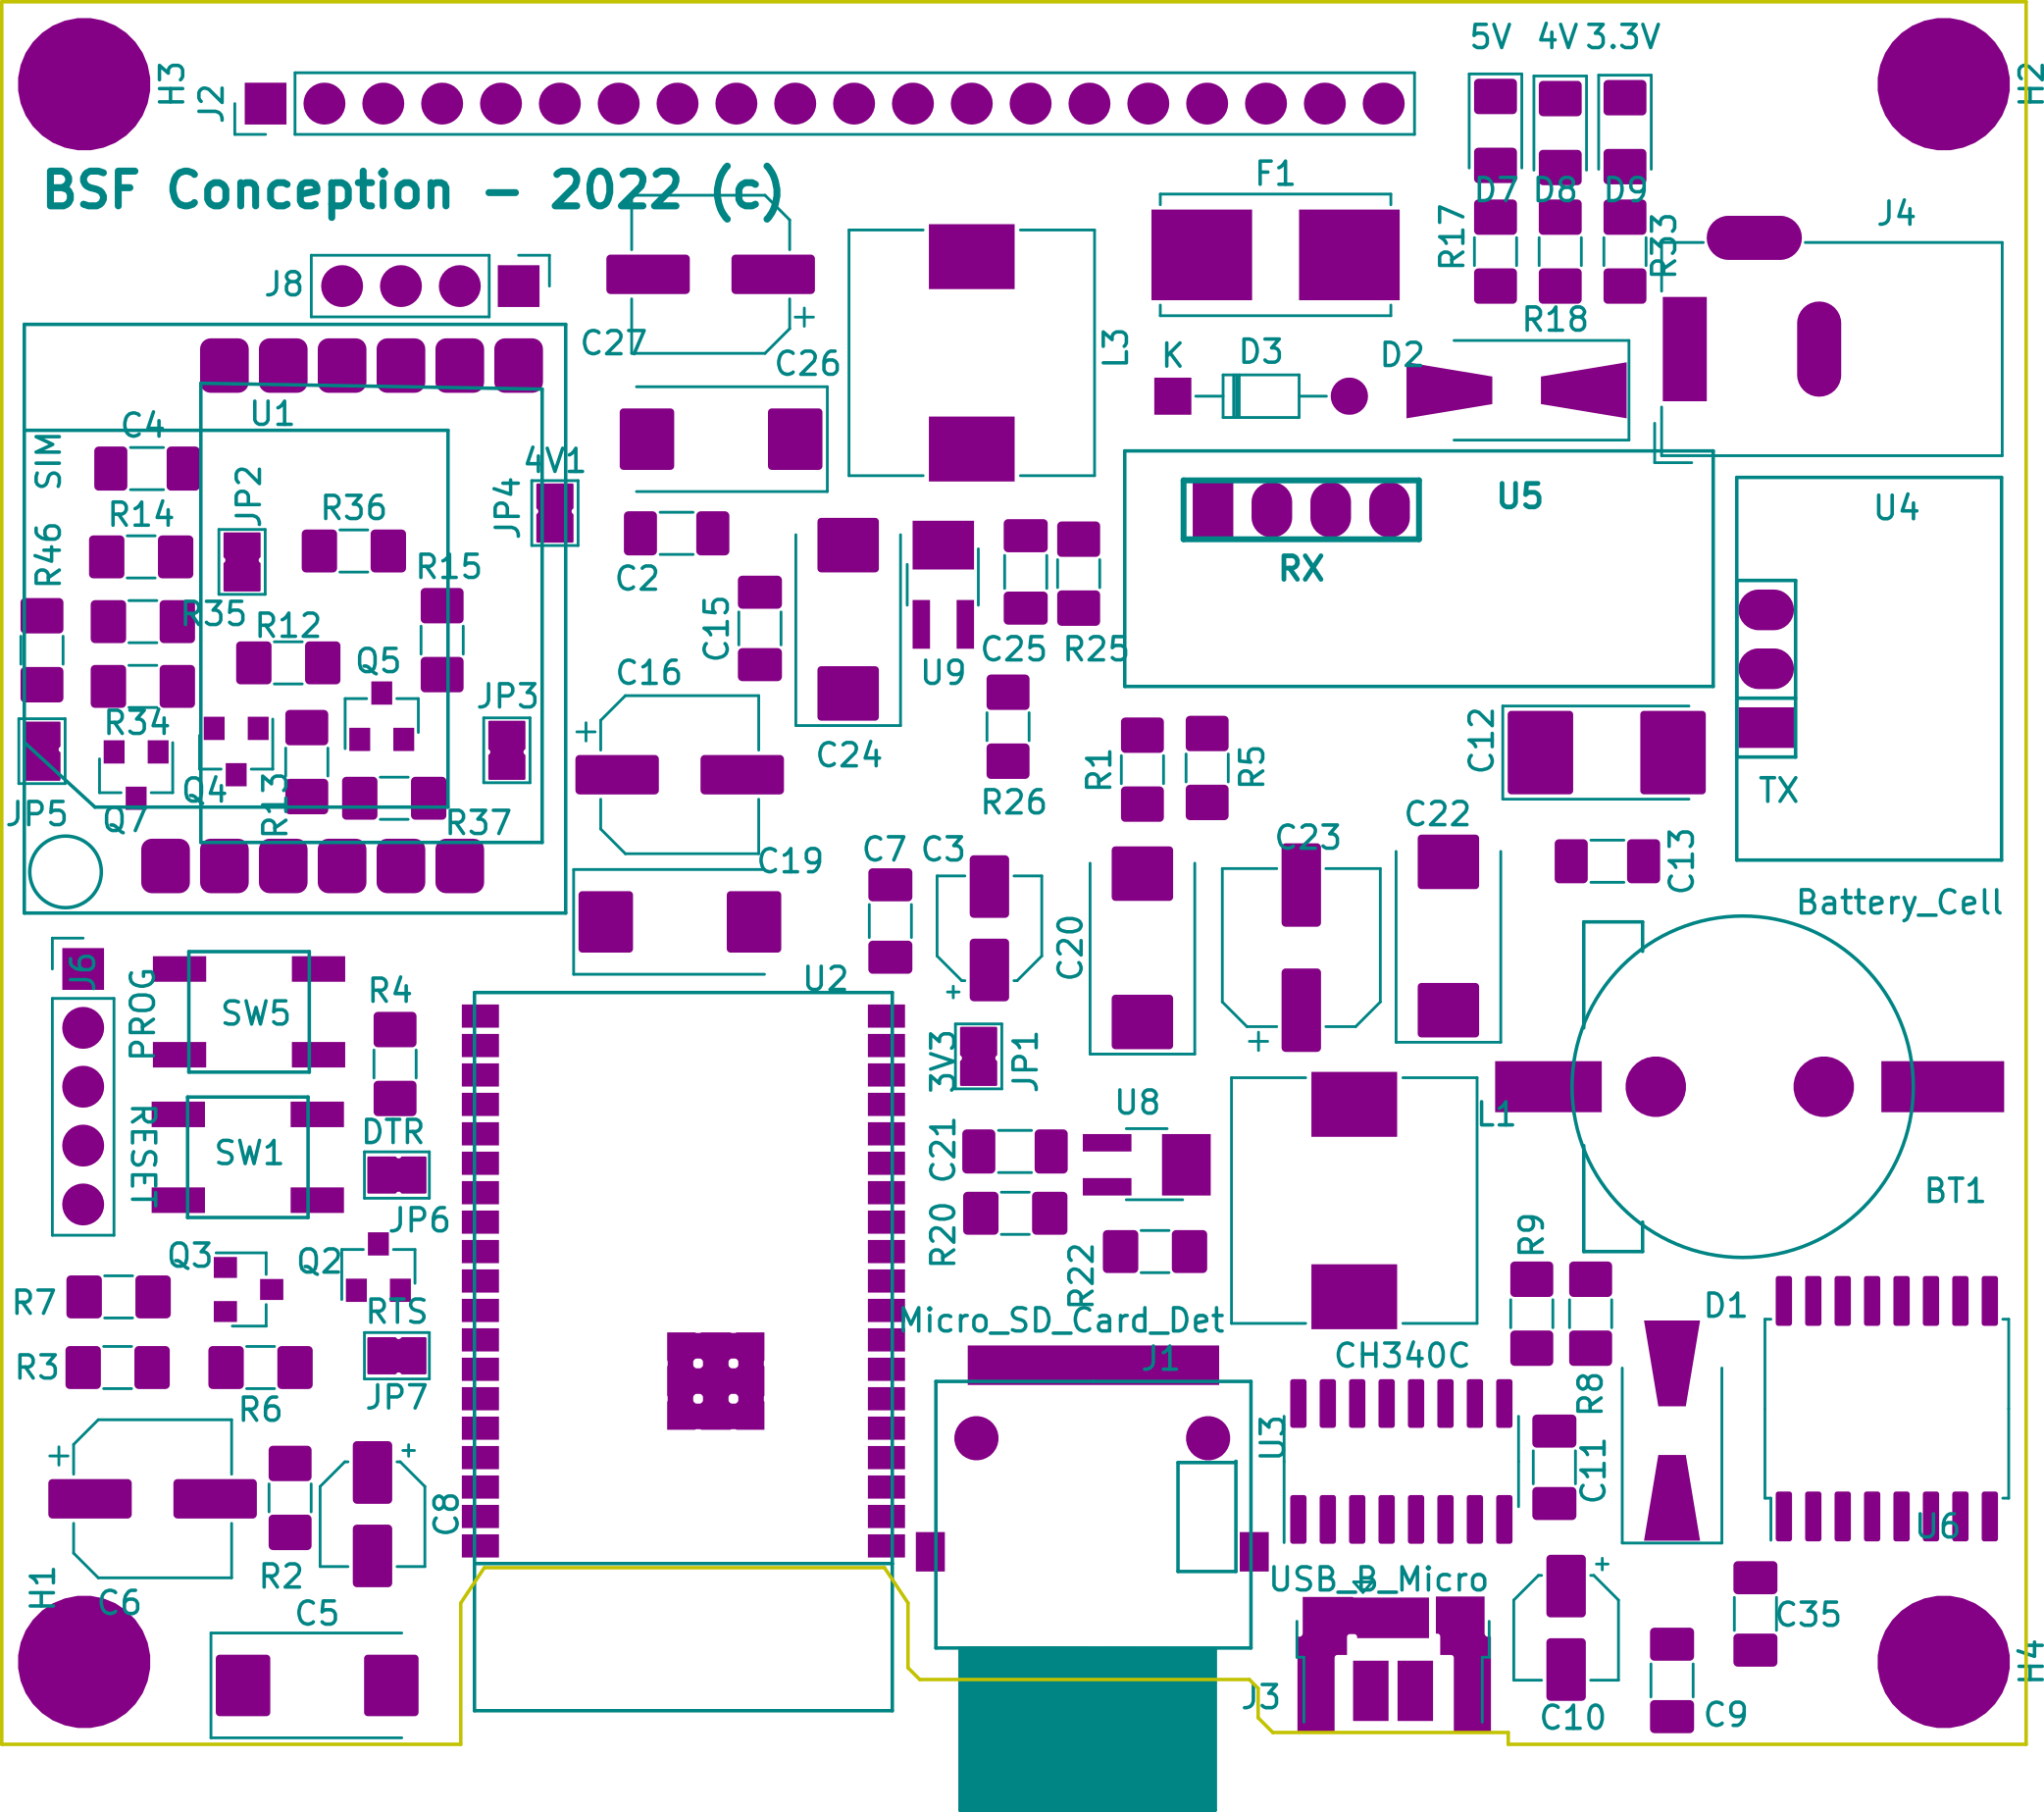 5V 4V 3.3V
H3
J2
H2
BSF Conception - 2022 (c)
F1
D7 D8 D9
R17
R33
J4
J8
R18
C27
+
C26
L3
K
D3
D2
U1
C4
SIM
JP2
4V1
JP4
R14
R36
R46
R15
C2
U5
U4
RX
R35
R12
C15
Q5
C16
C25
R25
U9
JP3
R34
+
C24
C12
R1
R5
Q4
R13
R26
TX
JP5
Q7
R37
C22
C23
C19
C7
C3
C13
Battery_Cell
J6
PROG
SW5
R4
U2
C20
+
+
3V3
JP1
U8
L1
RESET
SW1
DTR
C21
BT1
JP6
R20
R9
Q3
Q2
R22
R7
RTS
Micro_SD_Card_Det
D1
R3
J1
CH340C
JP7
R6
R8
+
+
U3
C11
C8
U6
H1
R2
C6
USB_B_Micro
+
C5
C35
H4
J3
C10
C9